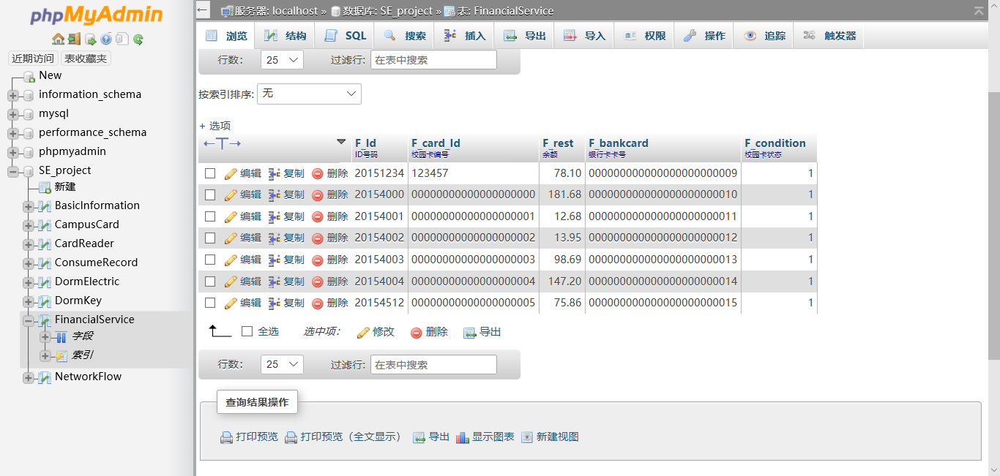 phpMyAdmin
近期访问 表收藏夹
New
information_schema
mysql
performance_schema
phpmyadmin
SE_project
新建
BasicInformation
CampusCard
CardReader
ConsumeRecord
DormElectric
DormKey
FinancialService
字段
索引
NetworkFlow
← 服务器: localhost » 数据库: SE_project » 表: FinancialService
浏览 结构 SQL 搜索 插入 导出 导入 权限 操作 追踪 触发器
行数: 25 过滤行: 在表中搜索
按索引排序: 无
+ 选项
←T→ F_Id F_card_Id F_rest F_bankcard F_condition
ID号码 校园卡编号 余额 银行卡卡号 校园卡状态
编辑 复制 删除 20151234 123457 78.10 000000000000000000000009 1
编辑 复制 删除 20154000 00000000000000000000 181.68 000000000000000000000010 1
编辑 复制 删除 20154001 00000000000000000001 12.68 000000000000000000000011 1
编辑 复制 删除 20154002 00000000000000000002 13.95 000000000000000000000012 1
编辑 复制 删除 20154003 00000000000000000003 98.69 000000000000000000000013 1
编辑 复制 删除 20154004 00000000000000000004 147.20 000000000000000000000014 1
编辑 复制 删除 20154512 00000000000000000005 75.86 000000000000000000000015 1
全选 选中项: 修改 删除 导出
行数: 25 过滤行: 在表中搜索
查询结果操作
打印预览 打印预览（全文显示） 导出 显示图表 新建视图